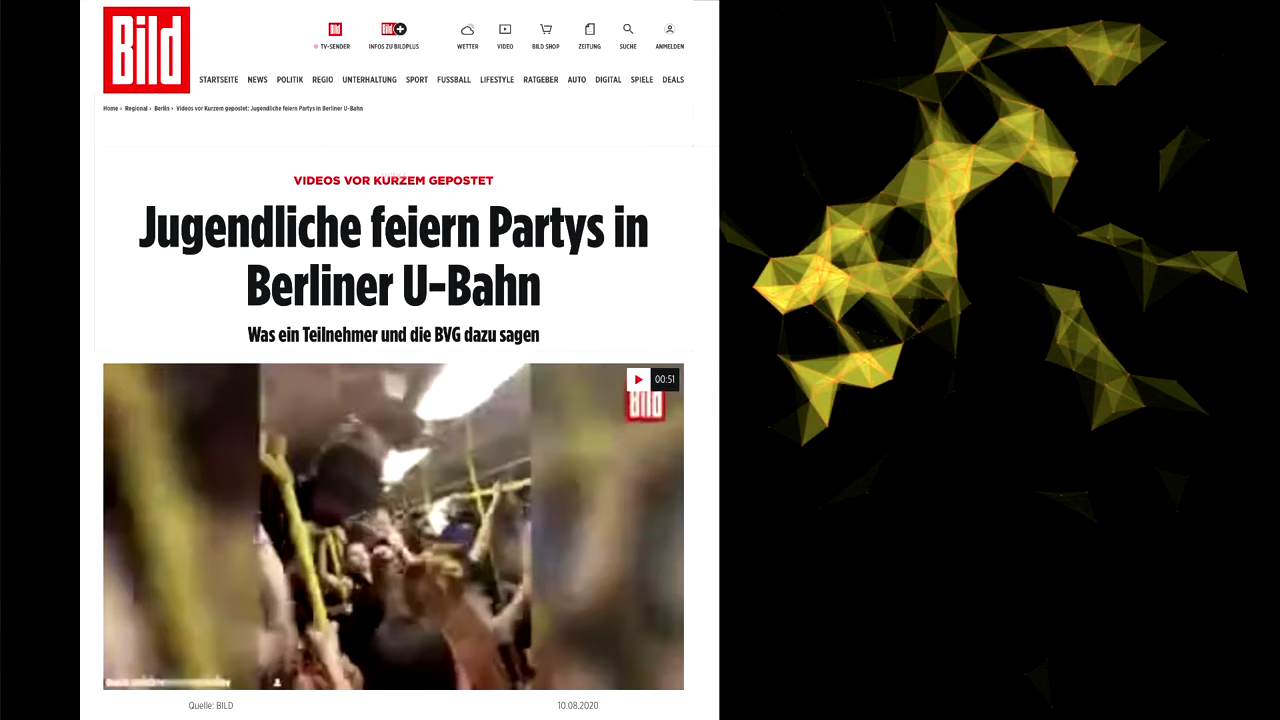 Bild
BILD BILD
TV-SENDER INFOS ZU BILDPLUS WETTER VIDEO BILD SHOP ZEITUNG SUCHE ANMELDEN
STARTSEITE NEWS POLITIK REGIO UNTERHALTUNG SPORT FUSSBALL LIFESTYLE RATGEBER AUTO DIGITAL SPIELE DEALS
Home › Regional › Berlin › Videos vor Kurzem gepostet: Jugendliche feiern Partys in Berliner U-Bahn
VIDEOS VOR KURZEM GEPOSTET
Jugendliche feiern Partys in
Berliner U-Bahn
Was ein Teilnehmer und die BVG dazu sagen
00:51
Bild
Quelle: BILD 10.08.2020